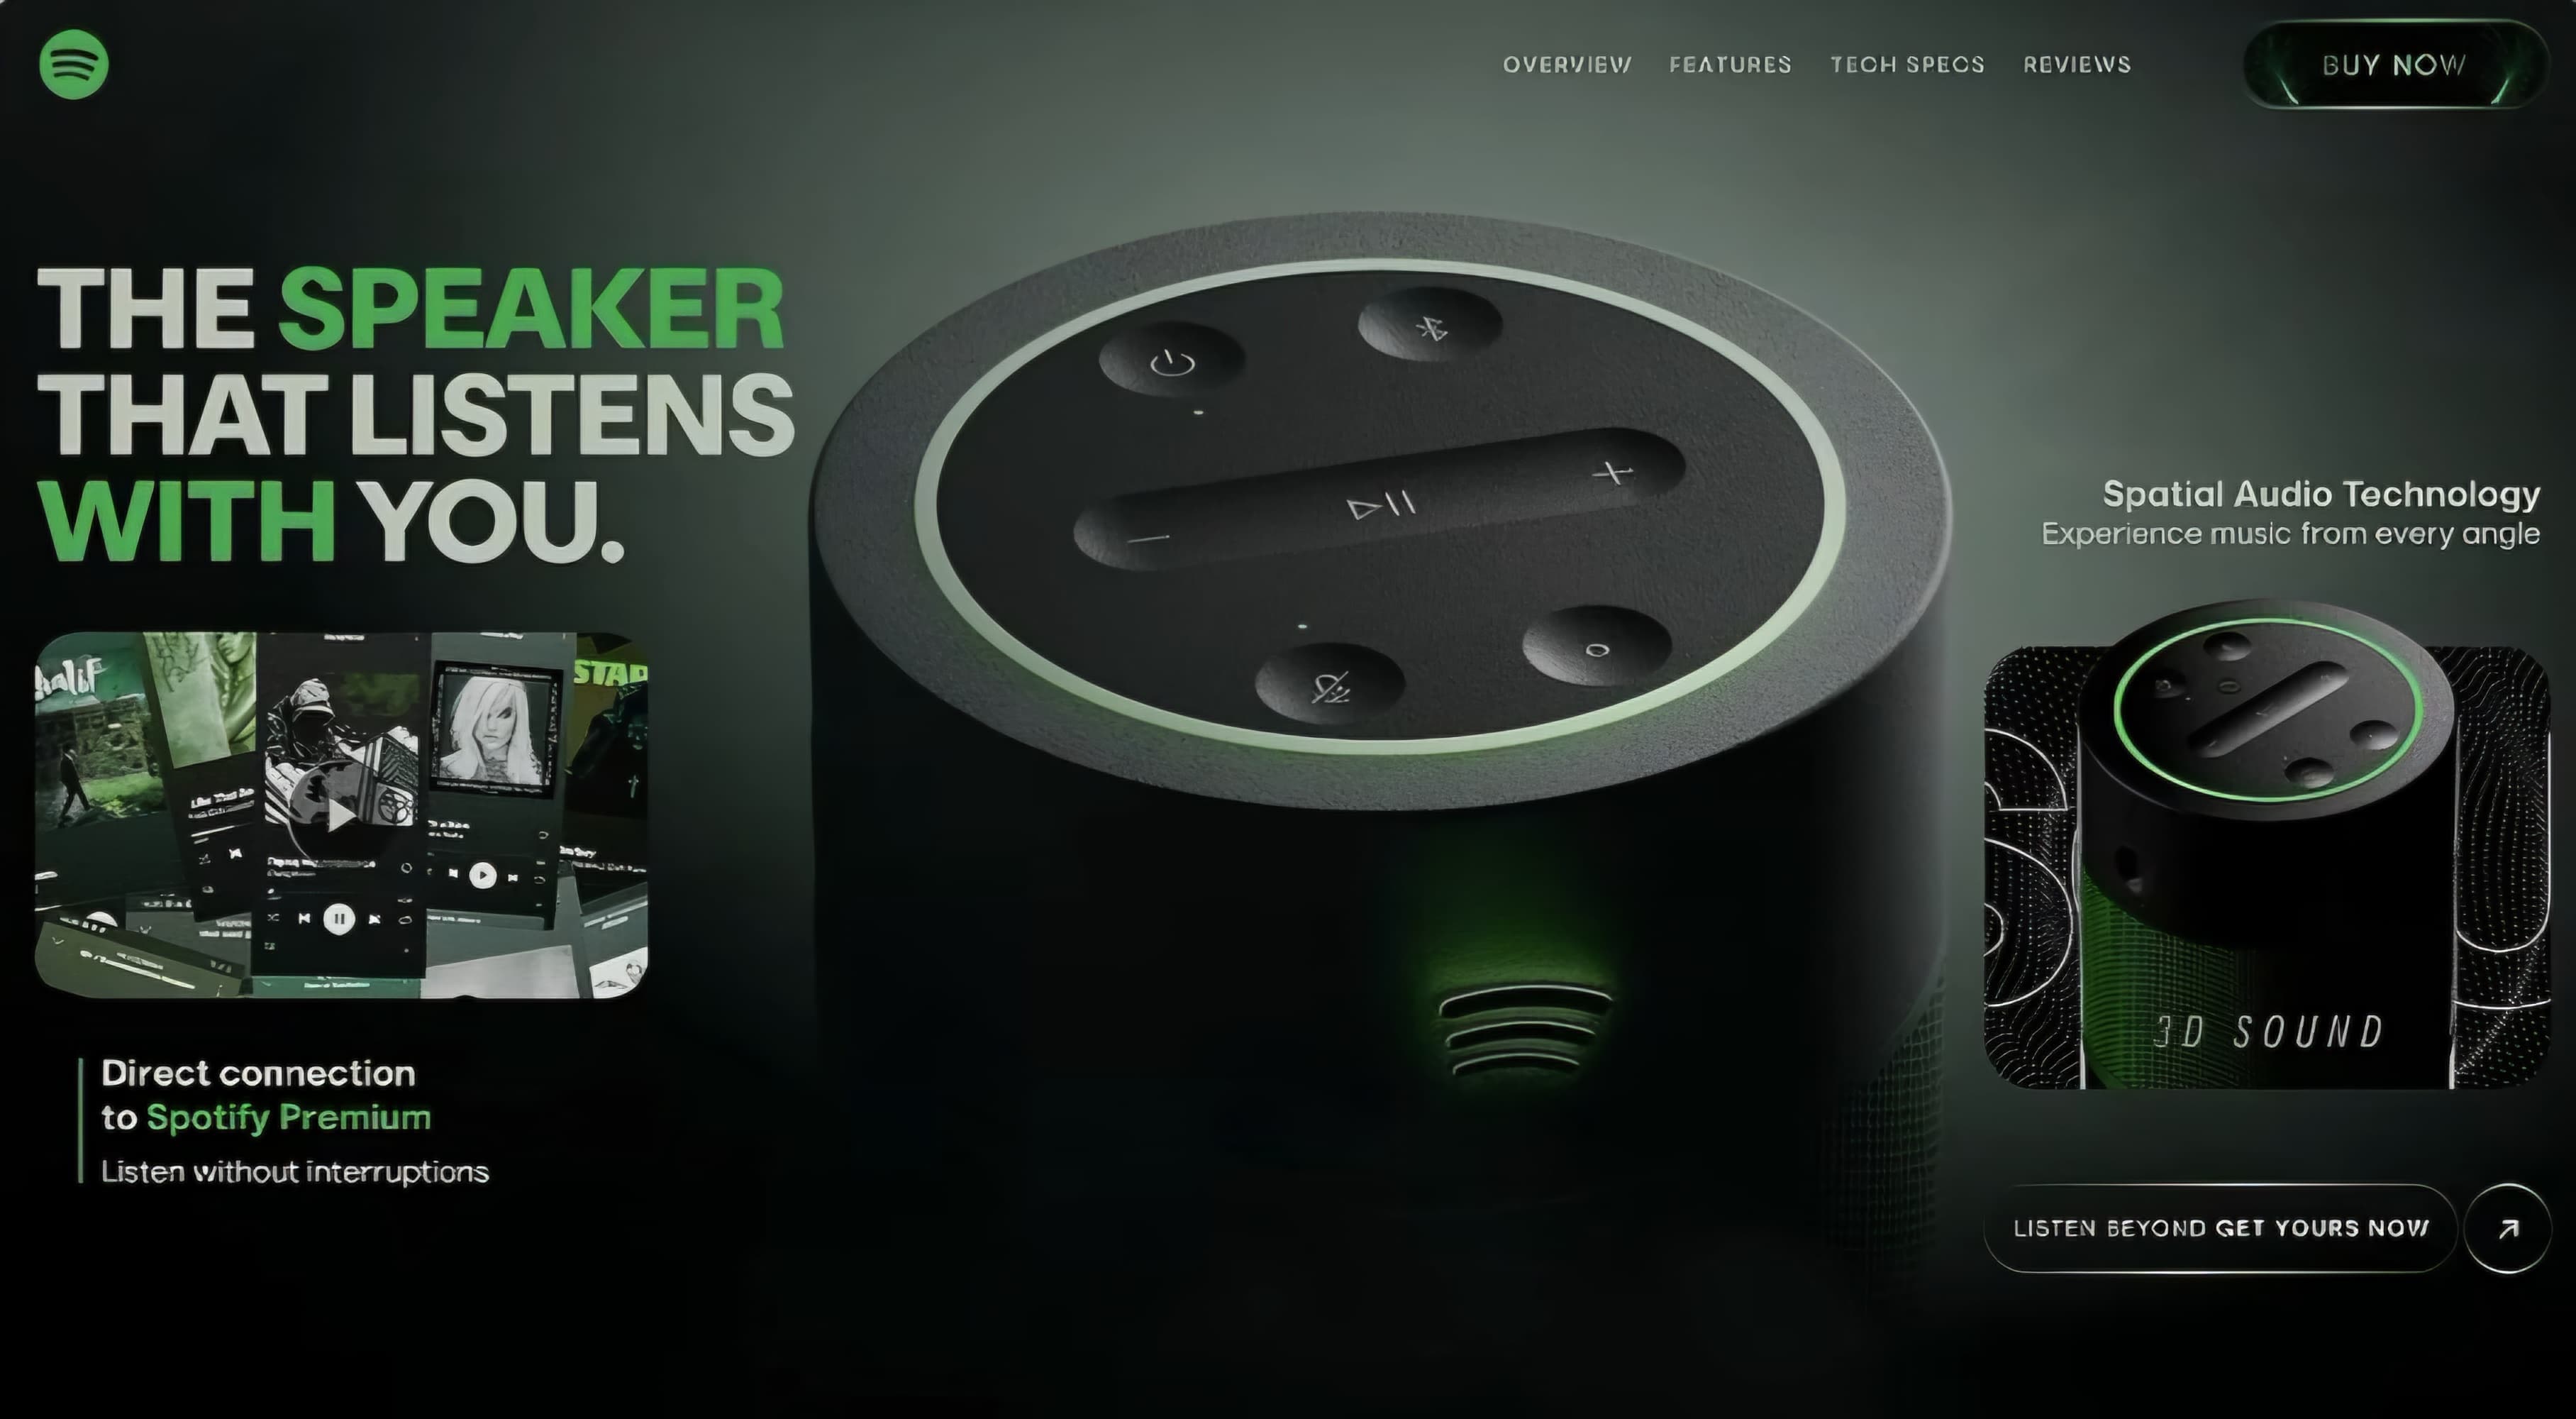 OVERVIEW FEATURES TECH SPECS REVIEWS BUY NOW
THE SPEAKER
THAT LISTENS
WITH YOU.
Spatial Audio Technology
Experience music from every angle
3D SOUND
Direct connection
to Spotify Premium
Listen without interruptions
LISTEN BEYOND GET YOURS NOW